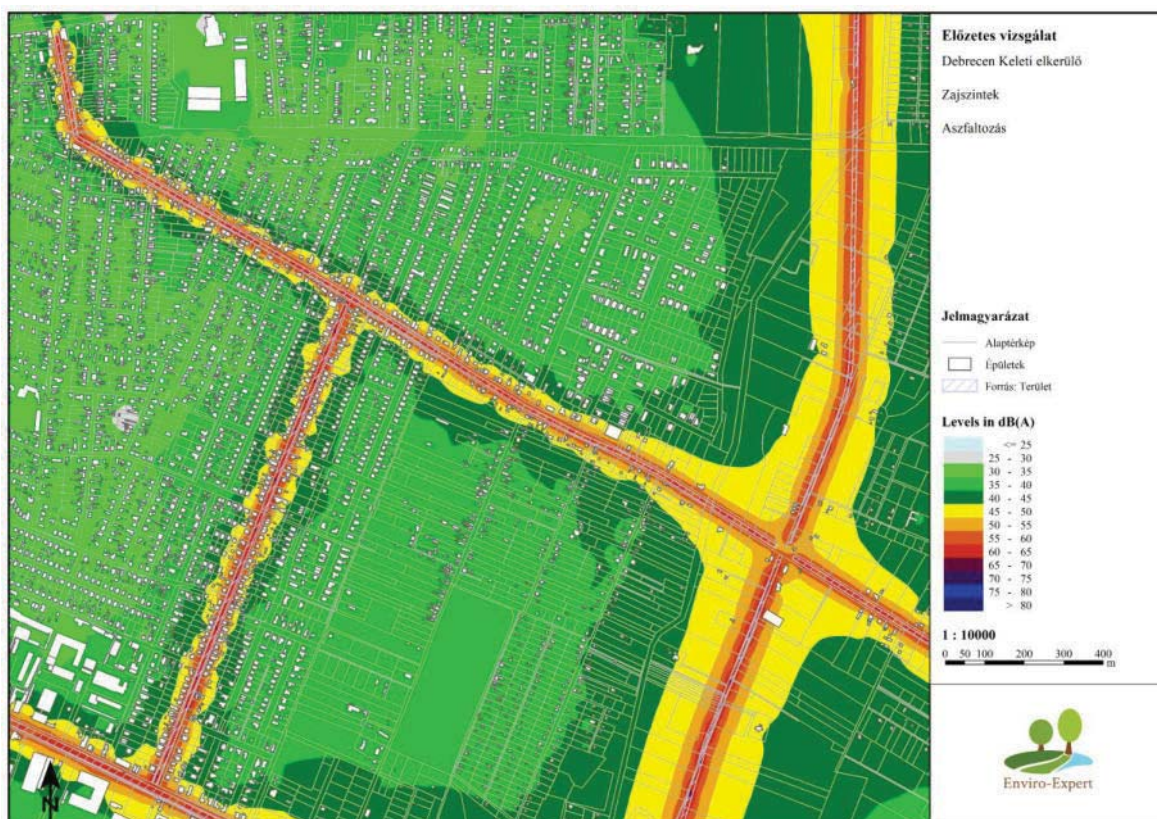 Előzetes vizsgálat
Debrecen Keleti elkerülő
Zajszintek
Aszfaltozás
Jelmagyarázat
Alaptérkép
Épületek
Forrás: Terület
Levels in dB(A)
<= 25
25 - 30
30 - 35
35 - 40
40 - 45
45 - 50
50 - 55
55 - 60
60 - 65
65 - 70
70 - 75
75 - 80
> 80
1 : 10000
0 50 100 200 300 400
m
Enviro-Expert
N